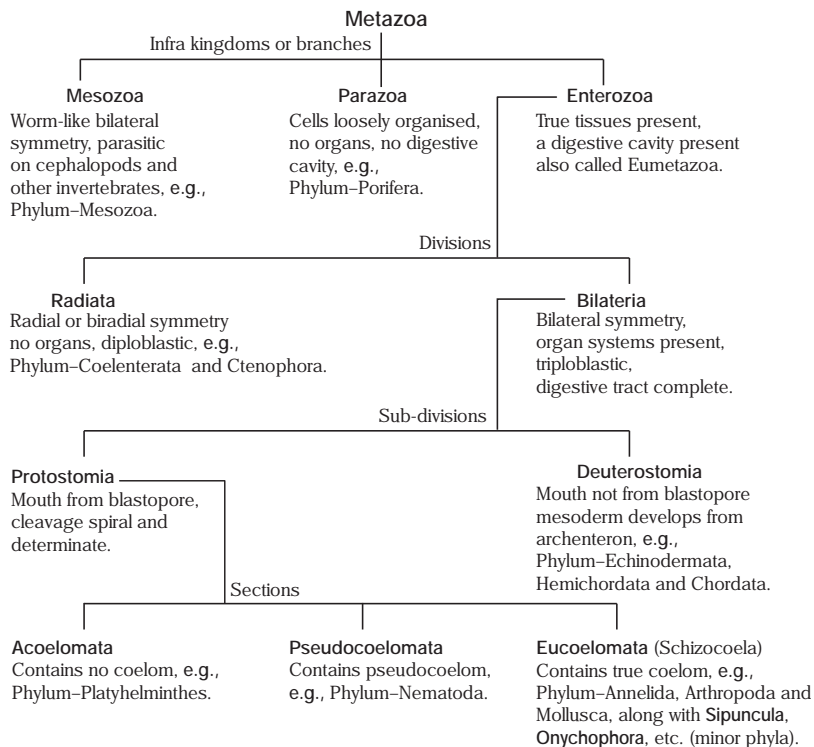 Metazoa
Infra kingdoms or branches
Mesozoa
Worm-like bilateral
symmetry, parasitic
on cephalopods and
other invertebrates, e.g.,
Phylum–Mesozoa.
Parazoa
Cells loosely organised,
no organs, no digestive
cavity, e.g.,
Phylum–Porifera.
Enterozoa
True tissues present,
a digestive cavity present
also called Eumetazoa.
Divisions
Radiata
Radial or biradial symmetry
no organs, diploblastic, e.g.,
Phylum–Coelenterata and Ctenophora.
Bilateria
Bilateral symmetry,
organ systems present,
triploblastic,
digestive tract complete.
Sub-divisions
Protostomia
Mouth from blastopore,
cleavage spiral and
determinate.
Deuterostomia
Mouth not from blastopore
mesoderm develops from
archenteron, e.g.,
Phylum–Echinodermata,
Hemichordata and Chordata.
Sections
Acoelomata
Contains no coelom, e.g.,
Phylum–Platyhelminthes.
Pseudocoelomata
Contains pseudocoelom,
e.g., Phylum–Nematoda.
Eucoelomata (Schizocoela)
Contains true coelom, e.g.,
Phylum–Annelida, Arthropoda and
Mollusca, along with Sipuncula,
Onychophora, etc. (minor phyla).